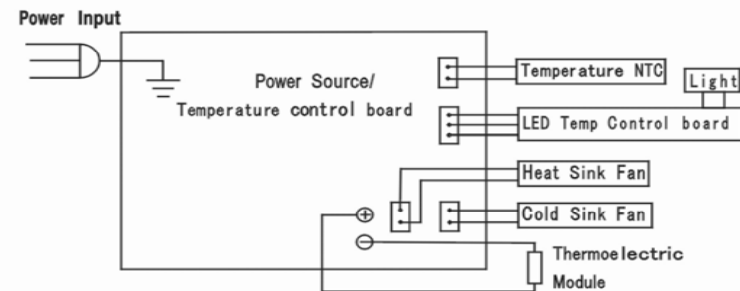 Power Input
Power Source/
Temperature control board
Temperature NTC
Light
LED Temp Control board
Heat Sink Fan
Cold Sink Fan
Thermoelectric
Module